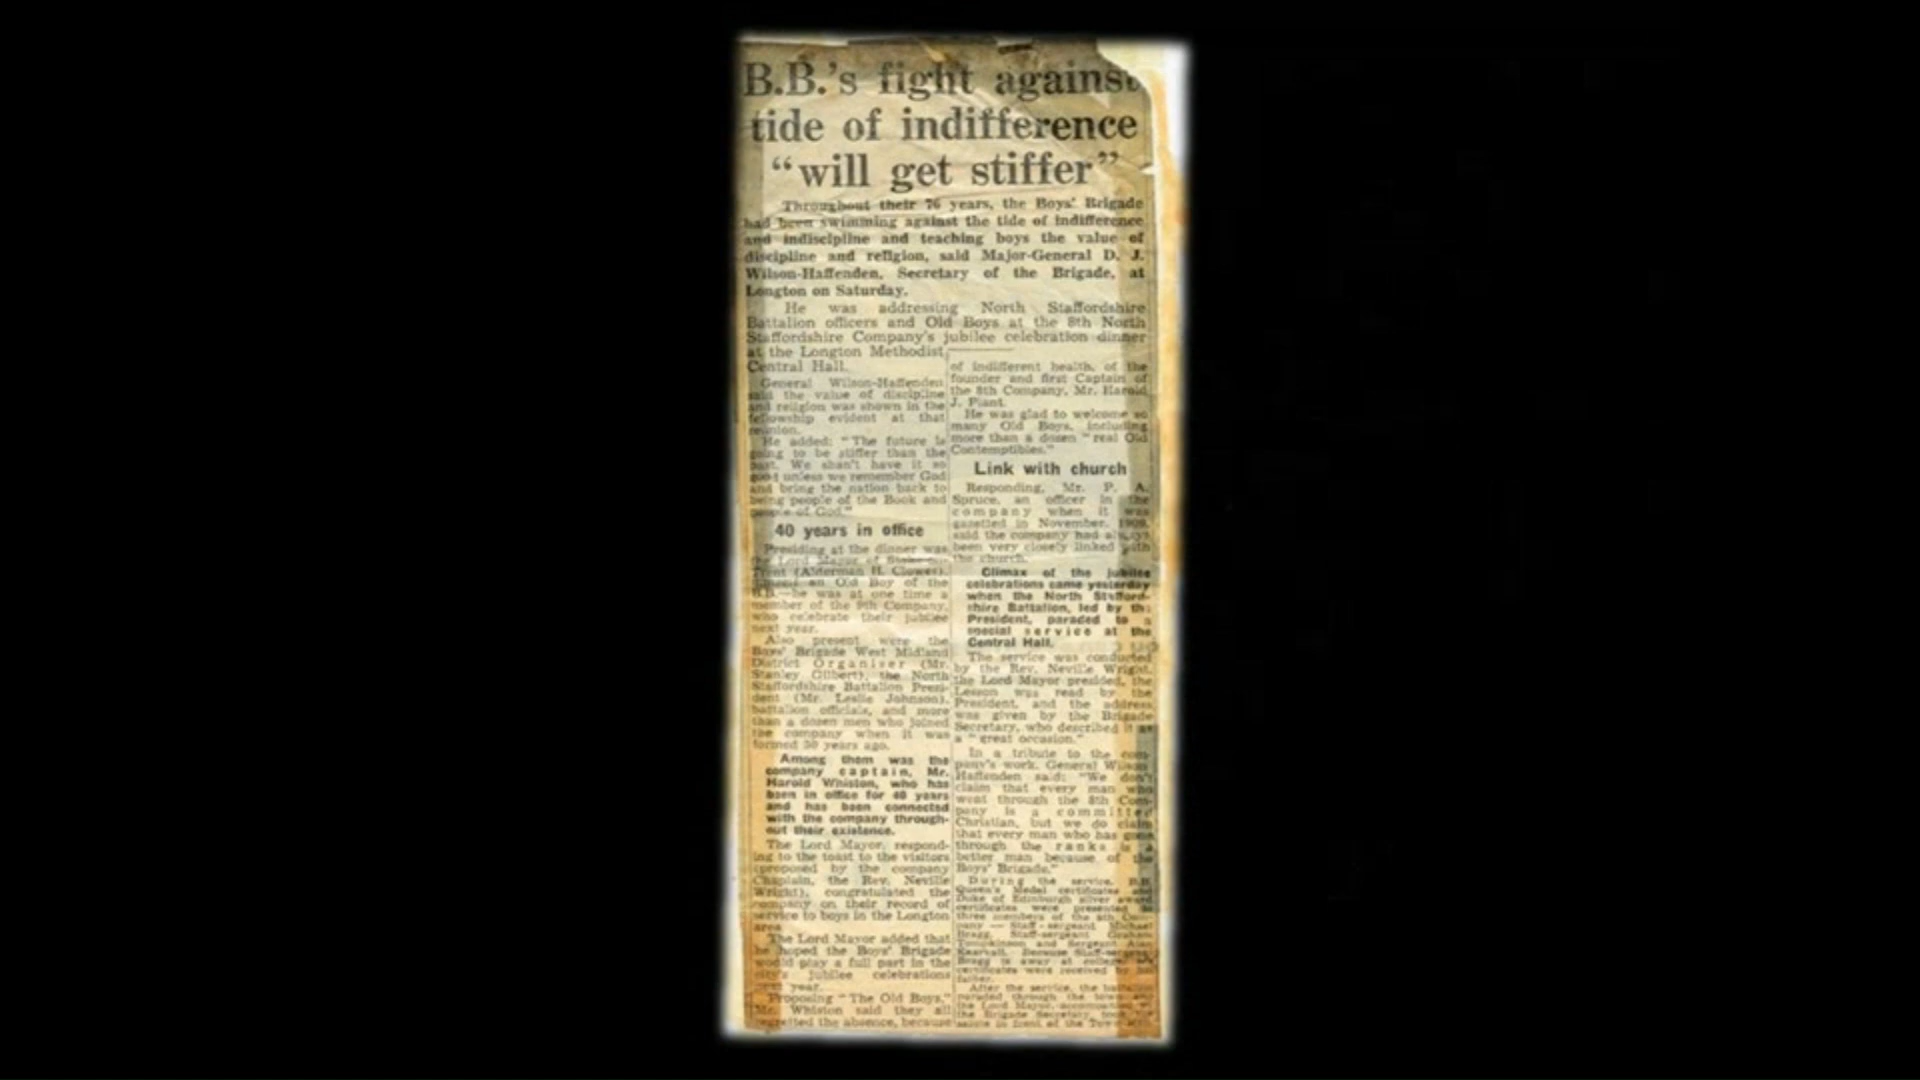 B.B.'s fight against
tide of indifference
“will get stiffer”
Throughout their 76 years, the Boys' Brigade
had been swimming against the tide of indifference
and indiscipline and teaching boys the value of
discipline and religion, said Major-General D. J.
Wilson-Haffenden, Secretary of the Brigade, at
Longton on Saturday.
He was addressing North Staffordshire
Battalion officers and Old Boys at the 8th North
Staffordshire Company's jubilee celebration dinner
at the Longton Methodist
Central Hall.
General Wilson-Haffenden
said the value of discipline
and religion was shown in the
fellowship evident at that
reunion.
He added: “The future is
going to be stiffer than the
past. We shan't have it so
good unless we remember God
and bring the nation back to
being people of the Book and
people of God.”
40 years in office
Presiding at the dinner was
the Lord Mayor of Stoke-on-
Trent (Alderman H. Clowes),
himself an Old Boy of the
B.B.—he was at one time a
member of the 9th Company,
who celebrate their jubilee
next year.
Also present were the
Boys' Brigade West Midland
District Organiser (Mr.
Stanley Gilbert), the North
Staffordshire Battalion Presi-
dent (Mr. Leslie Johnson),
battalion officials, and more
than a dozen men who joined
the company when it was
formed 50 years ago.
Among them was the
company captain, Mr.
Harold Whiston, who has
been in office for 40 years
and has been connected
with the company through-
out their existence.
The Lord Mayor, respond-
ing to the toast to the visitors
(proposed by the company
Chaplain, the Rev. Neville
Wright), congratulated the
company on their record of
service to boys in the Longton
area
The Lord Mayor added that
he hoped the Boys' Brigade
would play a full part in the
city's jubilee celebrations
next year.
Proposing “The Old Boys,”
Mr. Whiston said they all
regretted the absence, because
of indifferent health, of the
founder and first Captain of
the 8th Company, Mr. Harold
J. Plant.
He was glad to welcome so
many Old Boys, including
more than a dozen “real Old
Contemptibles.”
Link with church
Responding, Mr. P. A.
Spruce, an officer in the
company when it was
gazetted in November, 1909,
said the company had always
been very closely linked with
the church.
Climax of the jubilee
celebrations came yesterday
when the North Stafford-
shire Battalion, led by the
President, paraded to a
special service at the
Central Hall.
The service was conducted
by the Rev. Neville Wright,
the Lord Mayor presided, the
Lesson was read by the
President, and the address
was given by the Brigade
Secretary, who described it as
a “great occasion.”
In a tribute to the com-
pany's work, General Wilson-
Haffenden said: “We don't
claim that every man who
went through the 8th Com-
pany is a committed
Christian, but we do claim
that every man who has gone
through the ranks is a
better man because of the
Boys' Brigade.”
During the service, B.B.
Queen's Medal certificates and
Duke of Edinburgh silver award
certificates were presented to
three members of the 8th Com-
pany — Staff-sergeant Michael
Bragg, Staff-sergeant Graham
Tomkinson and Sergeant Alan
Because Staff-sergeant
Bragg is away at college, his
certificates were received by his
father.
After the service, the battalion
paraded through the town and
the Lord Mayor, accompanied by
the Brigade Secretary, took the
salute in front of the Town